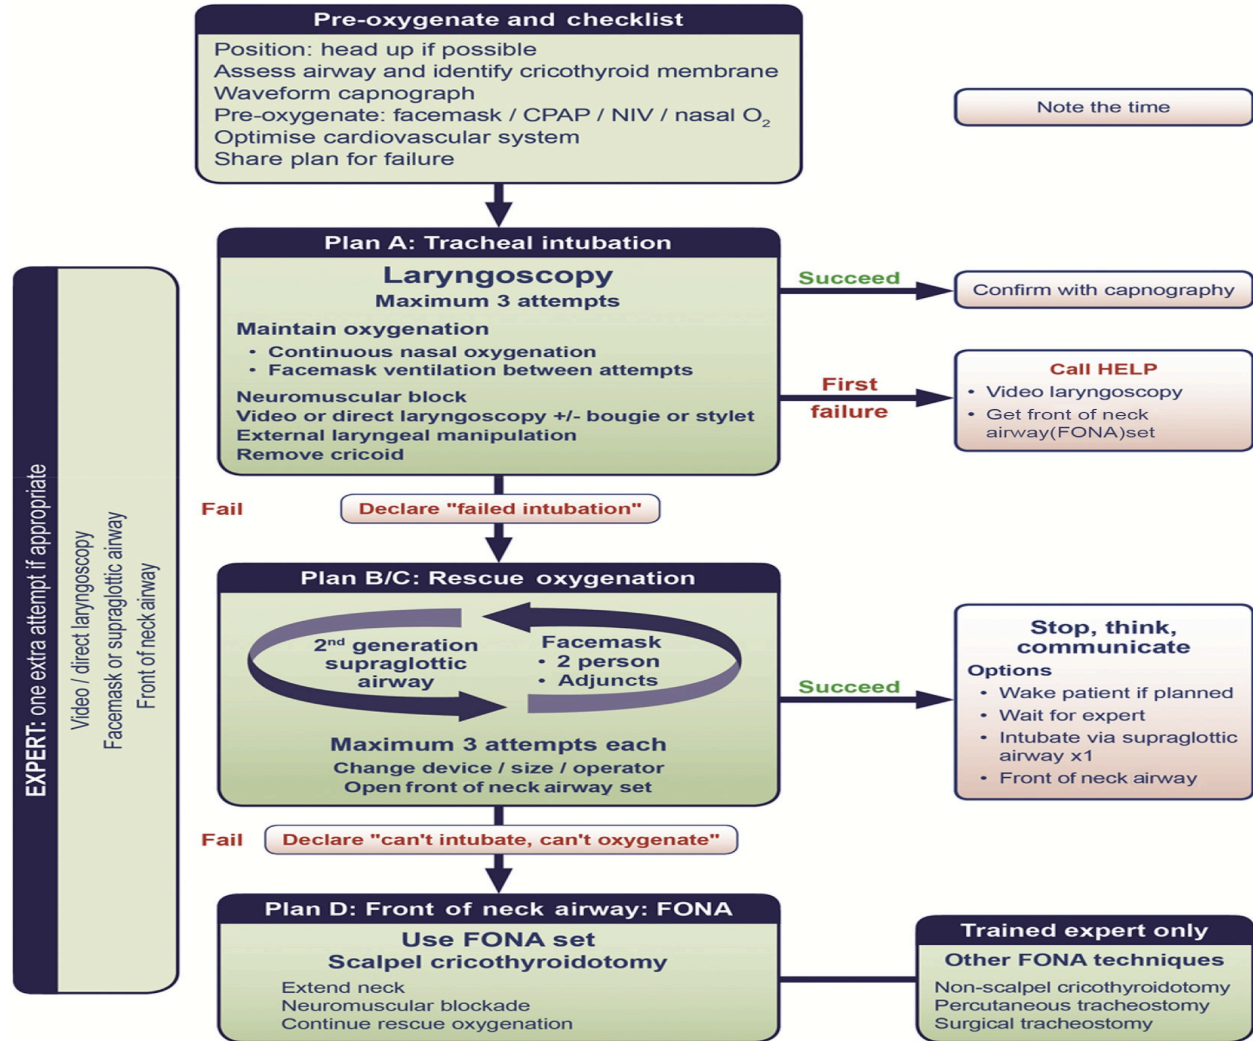 Pre-oxygenate and checklist
Position: head up if possible
Assess airway and identify cricothyroid membrane
Waveform capnograph
Pre-oxygenate: facemask / CPAP / NIV / nasal O₂
Optimise cardiovascular system
Share plan for failure
Note the time
Plan A: Tracheal intubation
Laryngoscopy
Maximum 3 attempts
Maintain oxygenation
• Continuous nasal oxygenation
• Facemask ventilation between attempts
Neuromuscular block
Video or direct laryngoscopy +/- bougie or stylet
External laryngeal manipulation
Remove cricoid
Succeed
Confirm with capnography
First
failure
Call HELP
• Video laryngoscopy
• Get front of neck
airway(FONA)set
Fail
Declare "failed intubation"
EXPERT: one extra attempt if appropriate
Video / direct laryngoscopy
Facemask or supraglottic airway
Front of neck airway
Plan B/C: Rescue oxygenation
2nd generation
supraglottic
airway
Facemask
• 2 person
• Adjuncts
Maximum 3 attempts each
Change device / size / operator
Open front of neck airway set
Succeed
Stop, think,
communicate
Options
• Wake patient if planned
• Wait for expert
• Intubate via supraglottic
airway x1
• Front of neck airway
Fail
Declare "can't intubate, can't oxygenate"
Plan D: Front of neck airway: FONA
Use FONA set
Scalpel cricothyroidotomy
Extend neck
Neuromuscular blockade
Continue rescue oxygenation
Trained expert only
Other FONA techniques
Non-scalpel cricothyroidotomy
Percutaneous tracheostomy
Surgical tracheostomy